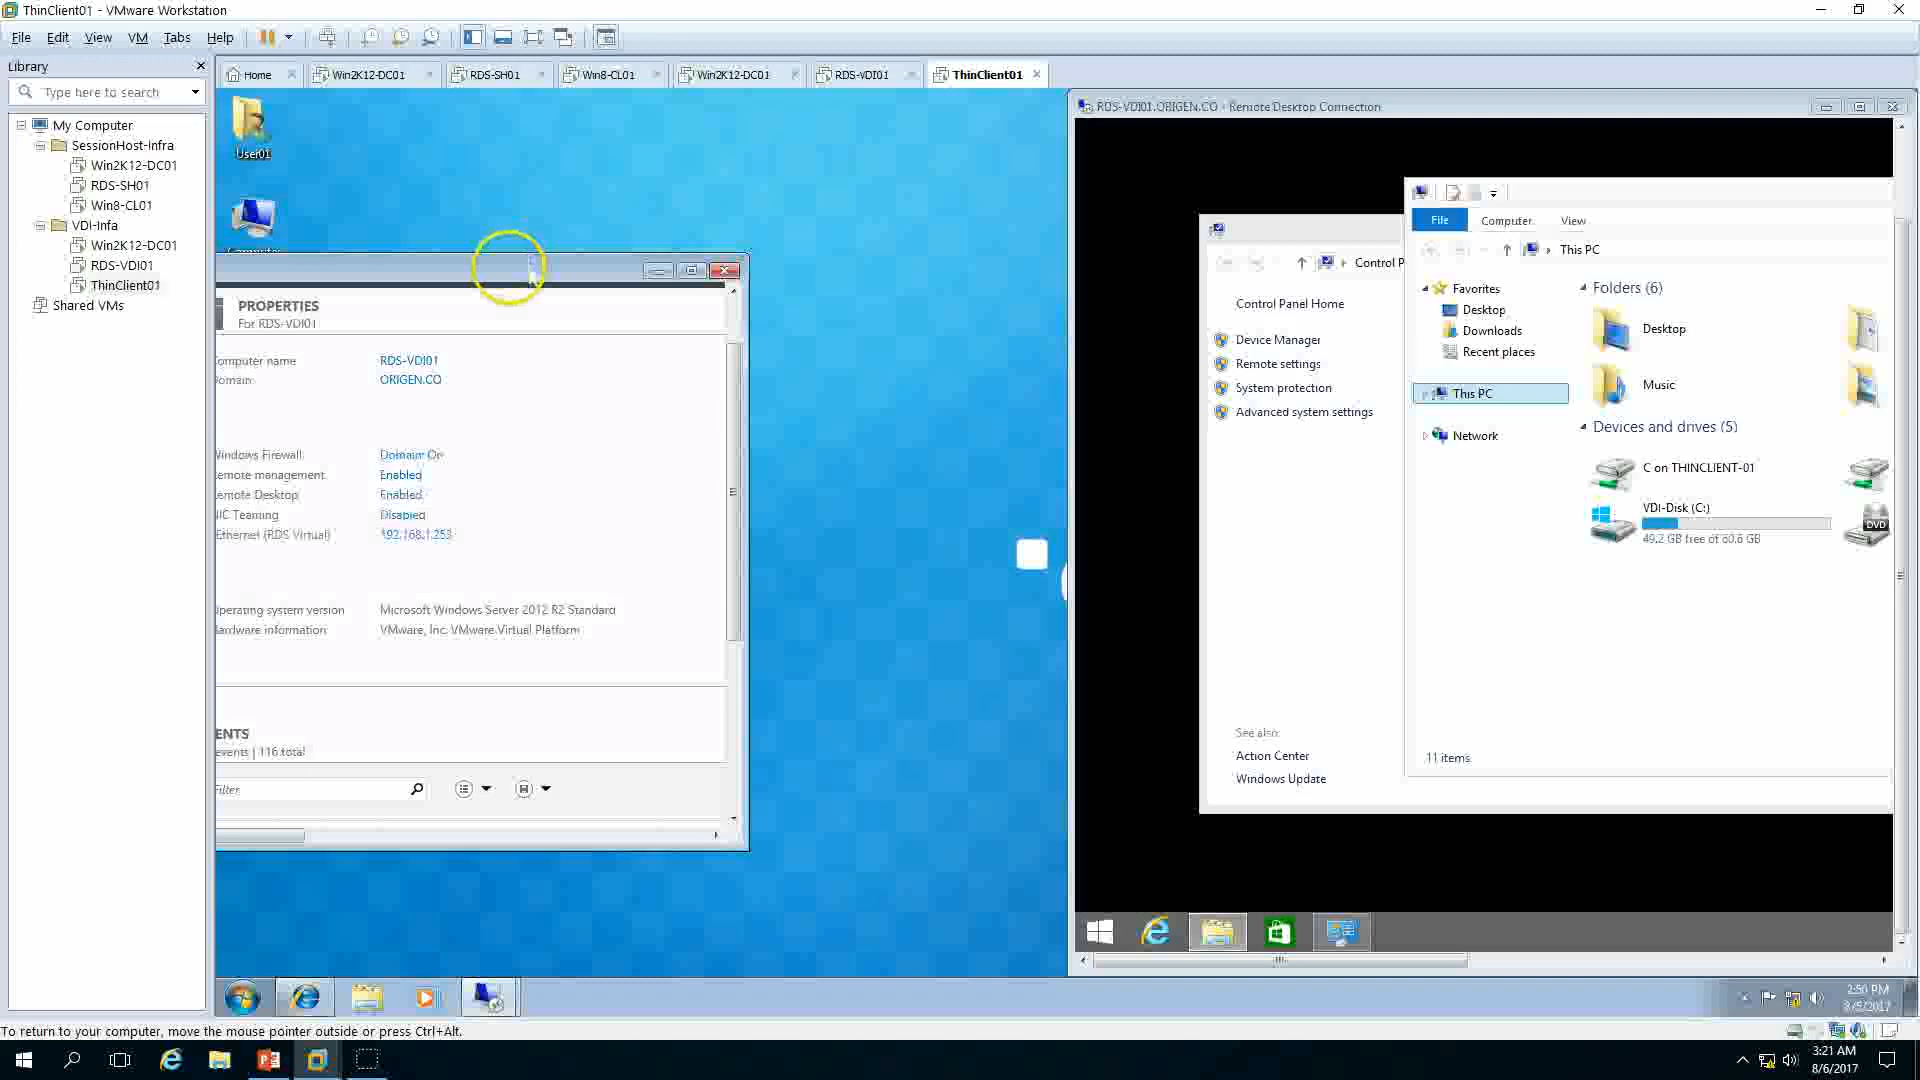 ThinClient01 - VMware Workstation
File Edit View VM Tabs Help
Library
Type here to search
My Computer
SessionHost-Infra
Win2K12-DC01
RDS-SH01
Win8-CL01
VDI-Infa
Win2K12-DC01
RDS-VDI01
ThinClient01
Shared VMs
Home Win2K12-DC01 RDS-SH01 Win8-CL01 Win2K12-DC01 RDS-VDI01 ThinClient01
User01
Computer
PROPERTIES
For RDS-VDI01
omputer name RDS-VDI01
omain ORIGEN.CO
Windows Firewall Domain: On
emote management Enabled
emote Desktop Enabled
NIC Teaming Disabled
Ethernet (RDS Virtual) 192.168.1.253
Operating system version Microsoft Windows Server 2012 R2 Standard
Hardware information VMware, Inc. VMware Virtual Platform
ENTS
events | 116 total
Filter
RDS-VDI01.ORIGEN.CO - Remote Desktop Connection
Control P
Control Panel Home
Device Manager
Remote settings
System protection
Advanced system settings
See also
Action Center
Windows Update
File Computer View
This PC
Favorites
Desktop
Downloads
Recent places
This PC
Network
Folders (6)
Desktop
Music
Devices and drives (5)
C on THINCLIENT-01
VDI-Disk (C:)
49.2 GB free of 60.6 GB
DVD
11 items
2:50 PM
To return to your computer, move the mouse pointer outside or press Ctrl+Alt.
3:21 AM
8/6/2017